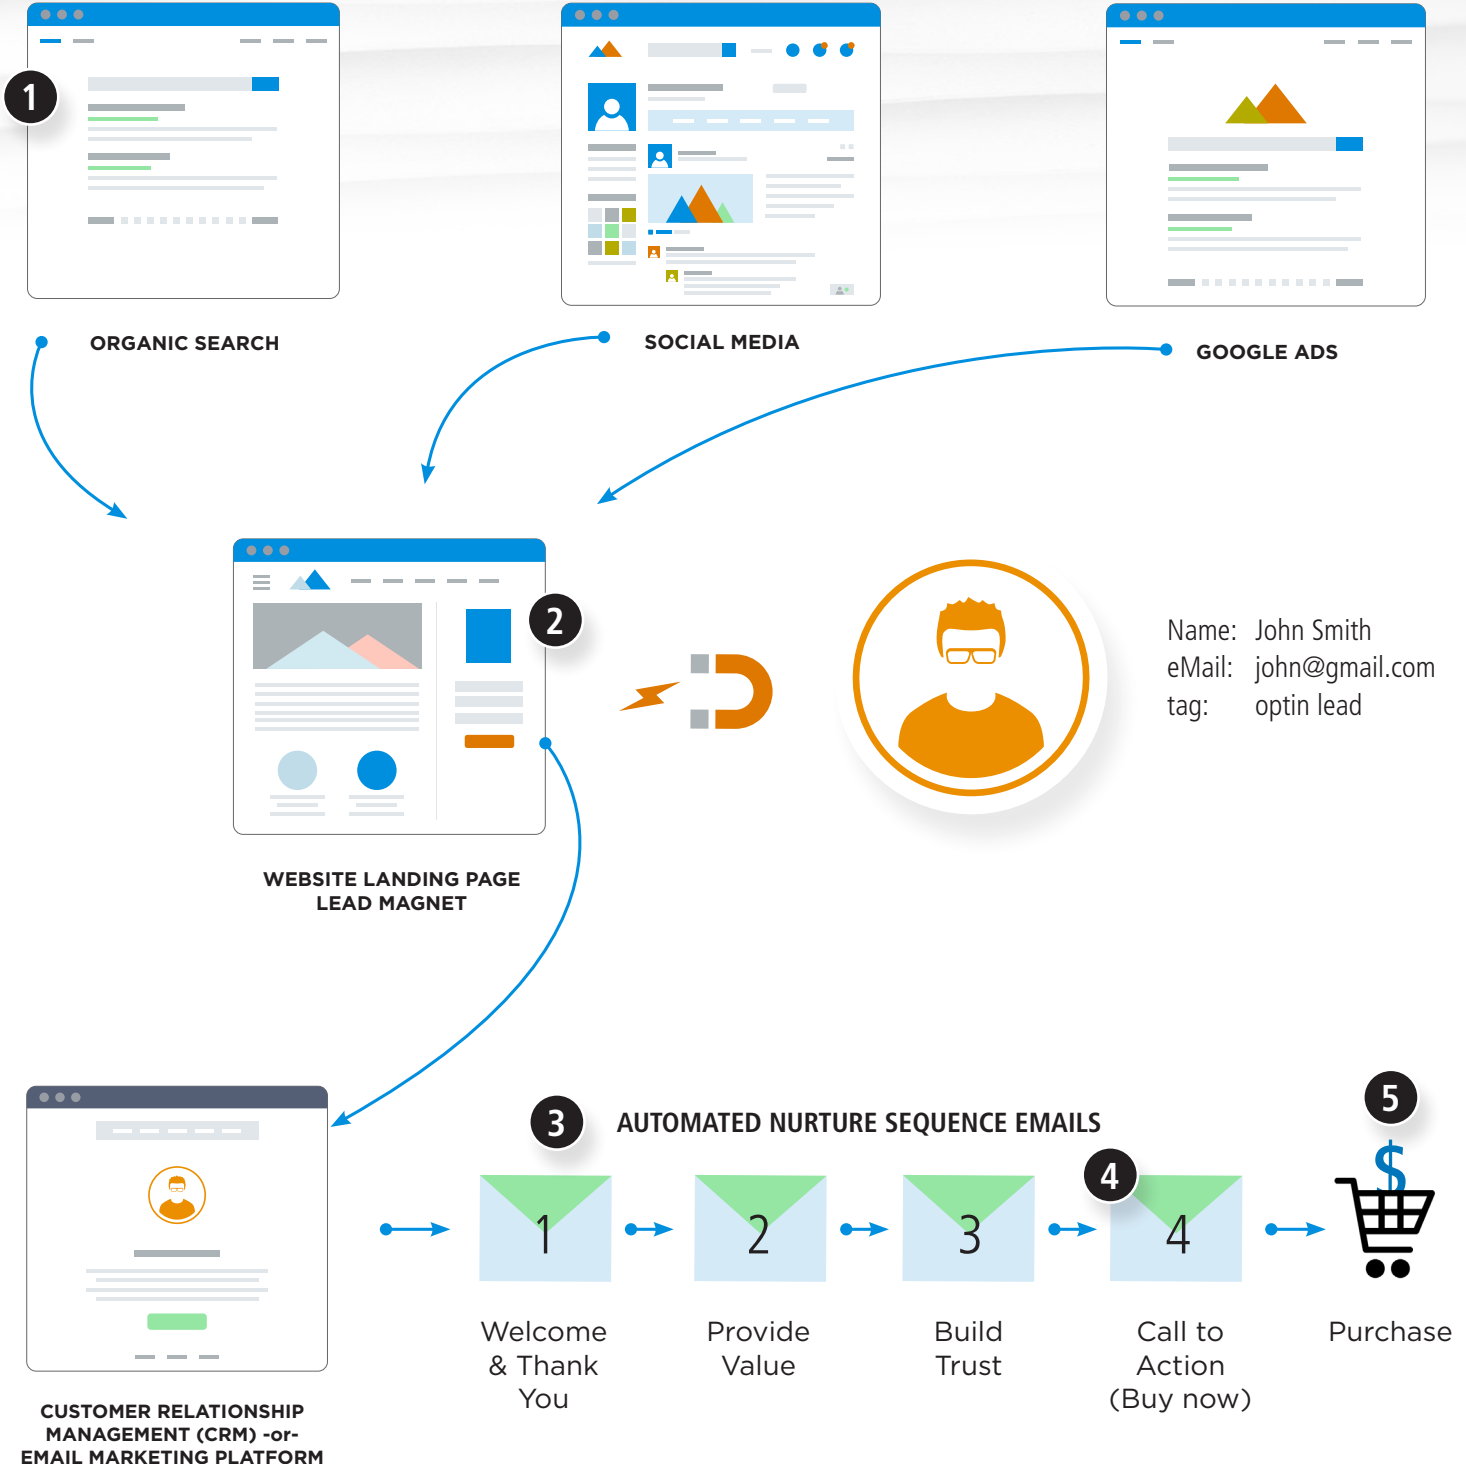 1
ORGANIC SEARCH
SOCIAL MEDIA
GOOGLE ADS
2
Name: John Smith
eMail: john@gmail.com
tag: optin lead
WEBSITE LANDING PAGE
LEAD MAGNET
3
AUTOMATED NURTURE SEQUENCE EMAILS
4
5
$
1
2
3
4
Welcome
& Thank
You
Provide
Value
Build
Trust
Call to
Action
(Buy now)
Purchase
CUSTOMER RELATIONSHIP
MANAGEMENT (CRM) -or-
EMAIL MARKETING PLATFORM